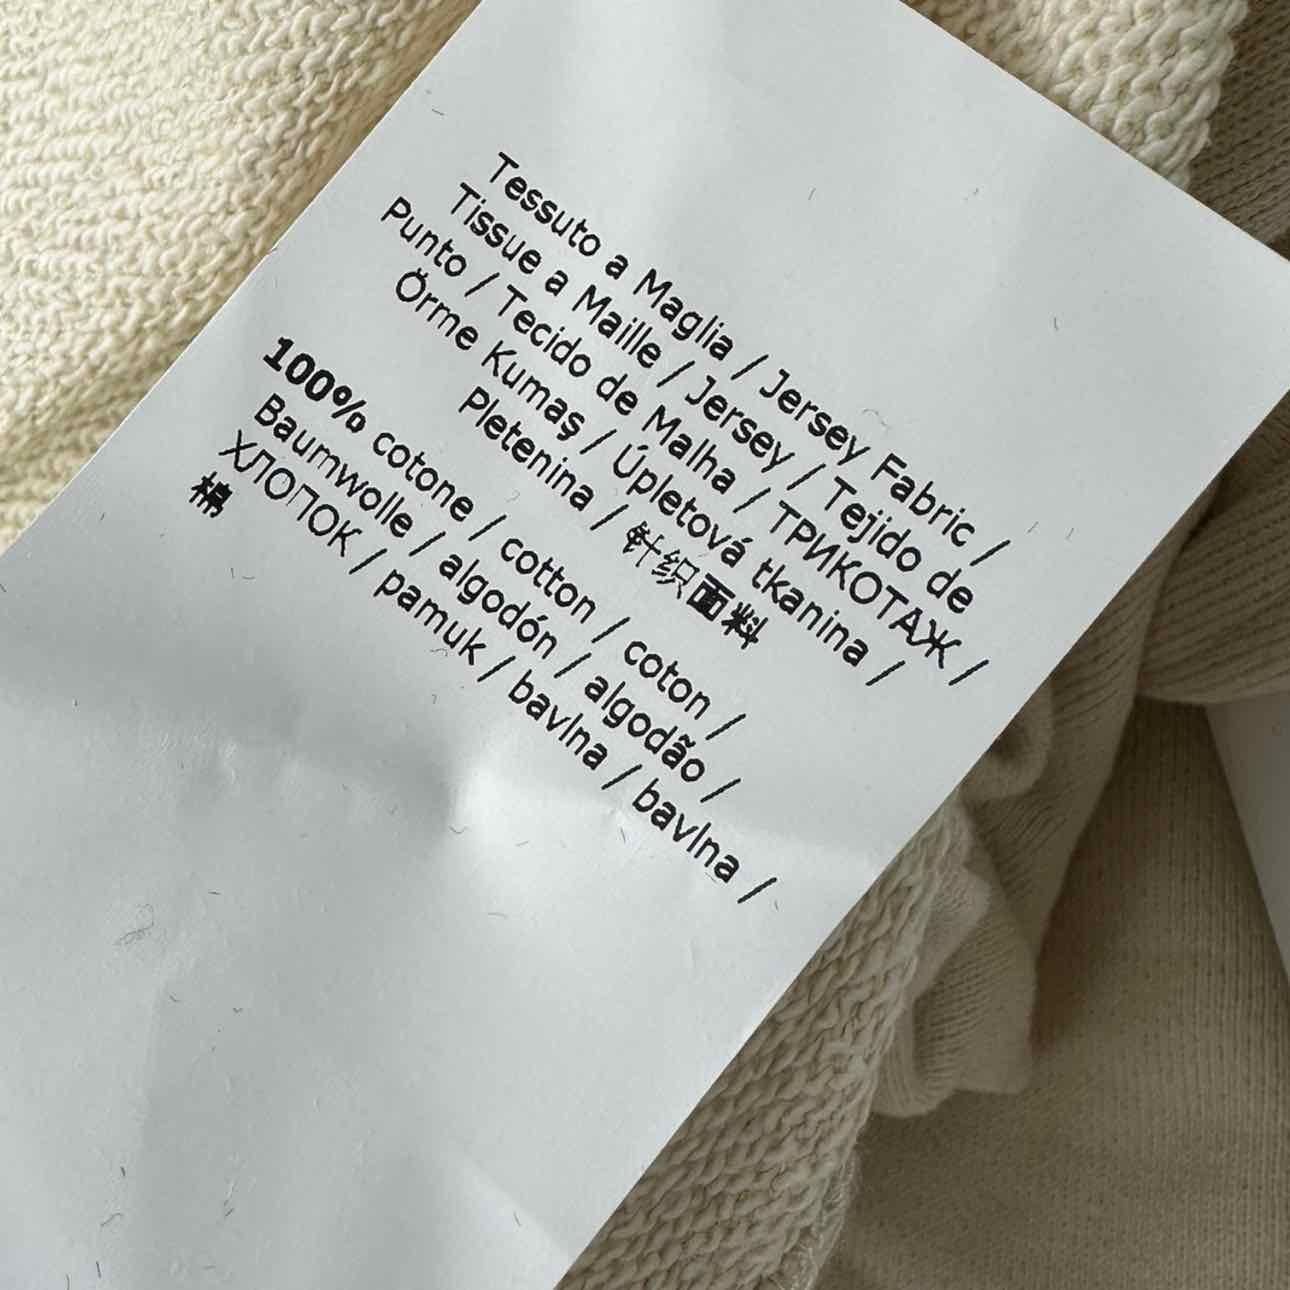 Tessuto a Maglia / Jersey Fabric /
Tissue a Maille / Jersey / Tejido de
Punto / Tecido de Malha / ТРИКОТАЖ /
Örme Kumaş / Úpletová tkanina /
Pletenina / 针织面料
100% cotone / cotton / coton /
Baumwolle / algodón / algodão /
ХЛОПОК / pamuk / bavlna / bavlna /
棉